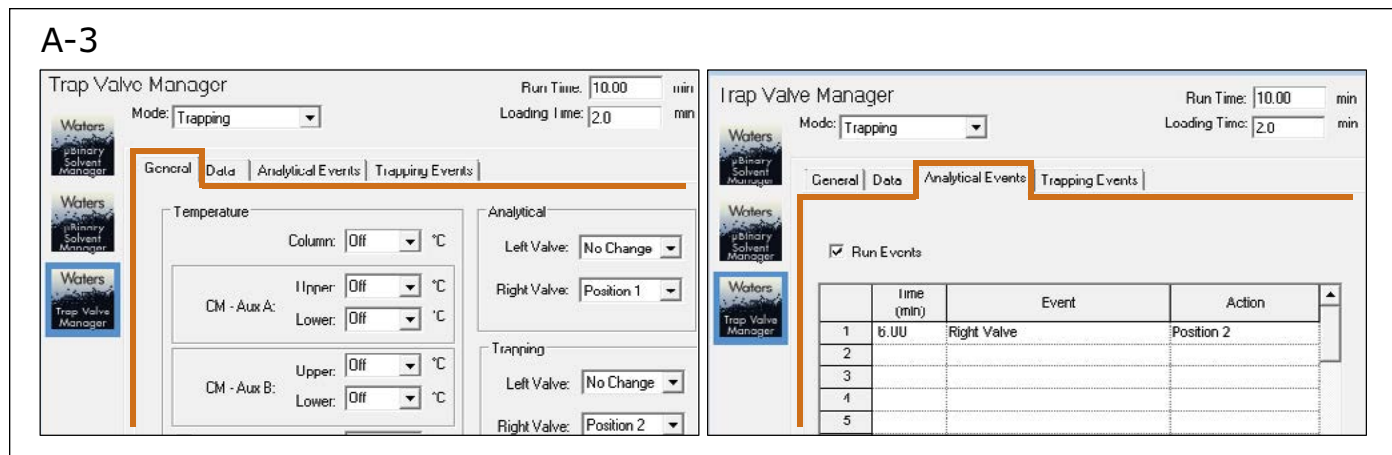 A-3
Trap Valve Manager
Run Time: 10.00 min
Mode: Trapping
Loading Time: 2.0 min
Waters
µBinary
Solvent
Manager
General Data Analytical Events Trapping Events
Waters
µBinary
Solvent
Manager
Waters
Trap Valve
Manager
Temperature
Column: Off °C
CM - Aux A:
Upper: Off °C
Lower: Off °C
CM - Aux B:
Upper: Off °C
Lower: Off °C
Analytical
Left Valve: No Change
Right Valve: Position 1
Trapping
Left Valve: No Change
Right Valve: Position 2
Trap Valve Manager
Run Time: 10.00 min
Mode: Trapping
Loading Time: 2.0 min
Waters
µBinary
Solvent
Manager
General Data Analytical Events Trapping Events
Waters
µBinary
Solvent
Manager
Waters
Trap Valve
Manager
Run Events
Time (min) Event Action
1 6.00 Right Valve Position 2
2
3
4
5